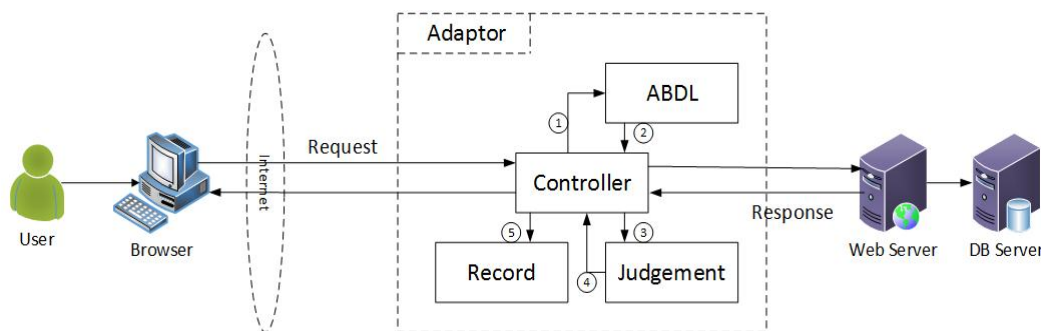 Adaptor
ABDL
1
2
Request
Internet
Controller
Response
User
Browser
5
3
4
Record
Judgement
Web Server
DB Server